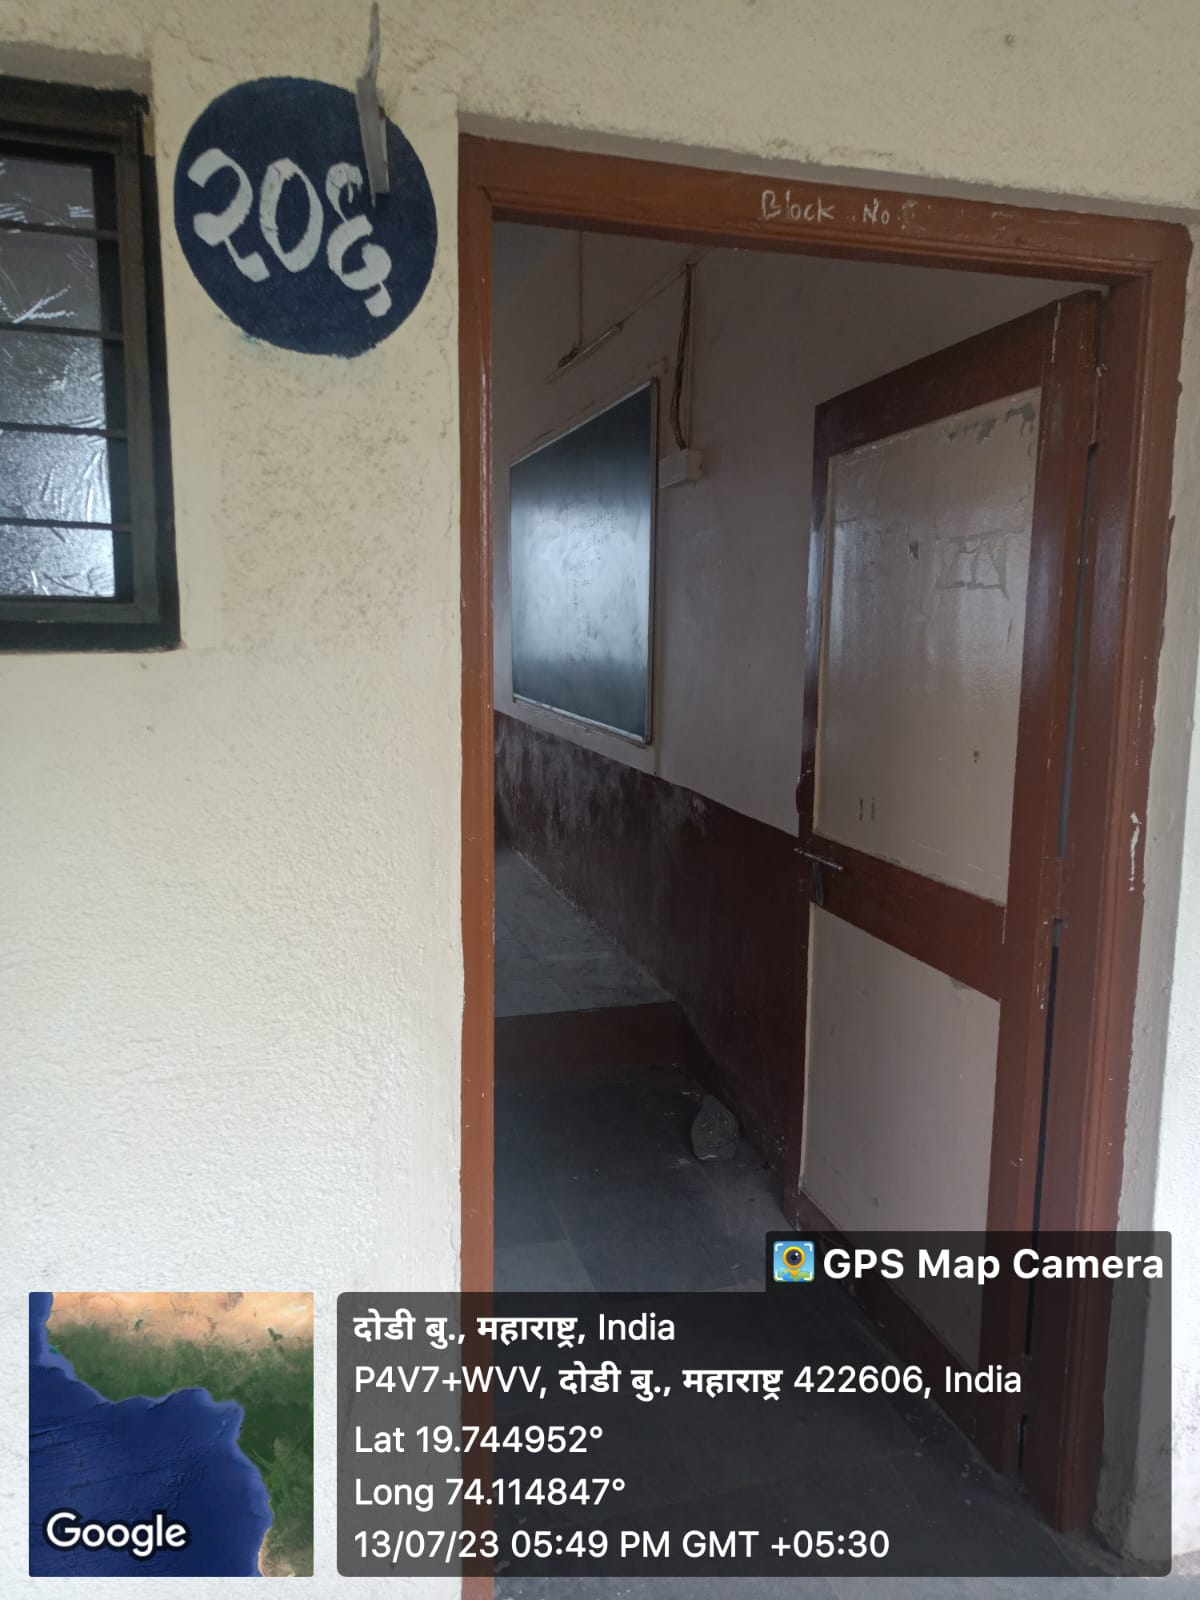 २०६
Block No.
GPS Map Camera
दोडी बु., महाराष्ट्र, India
P4V7+WVV, दोडी बु., महाराष्ट्र 422606, India
Lat 19.744952°
Long 74.114847°
13/07/23 05:49 PM GMT +05:30
Google